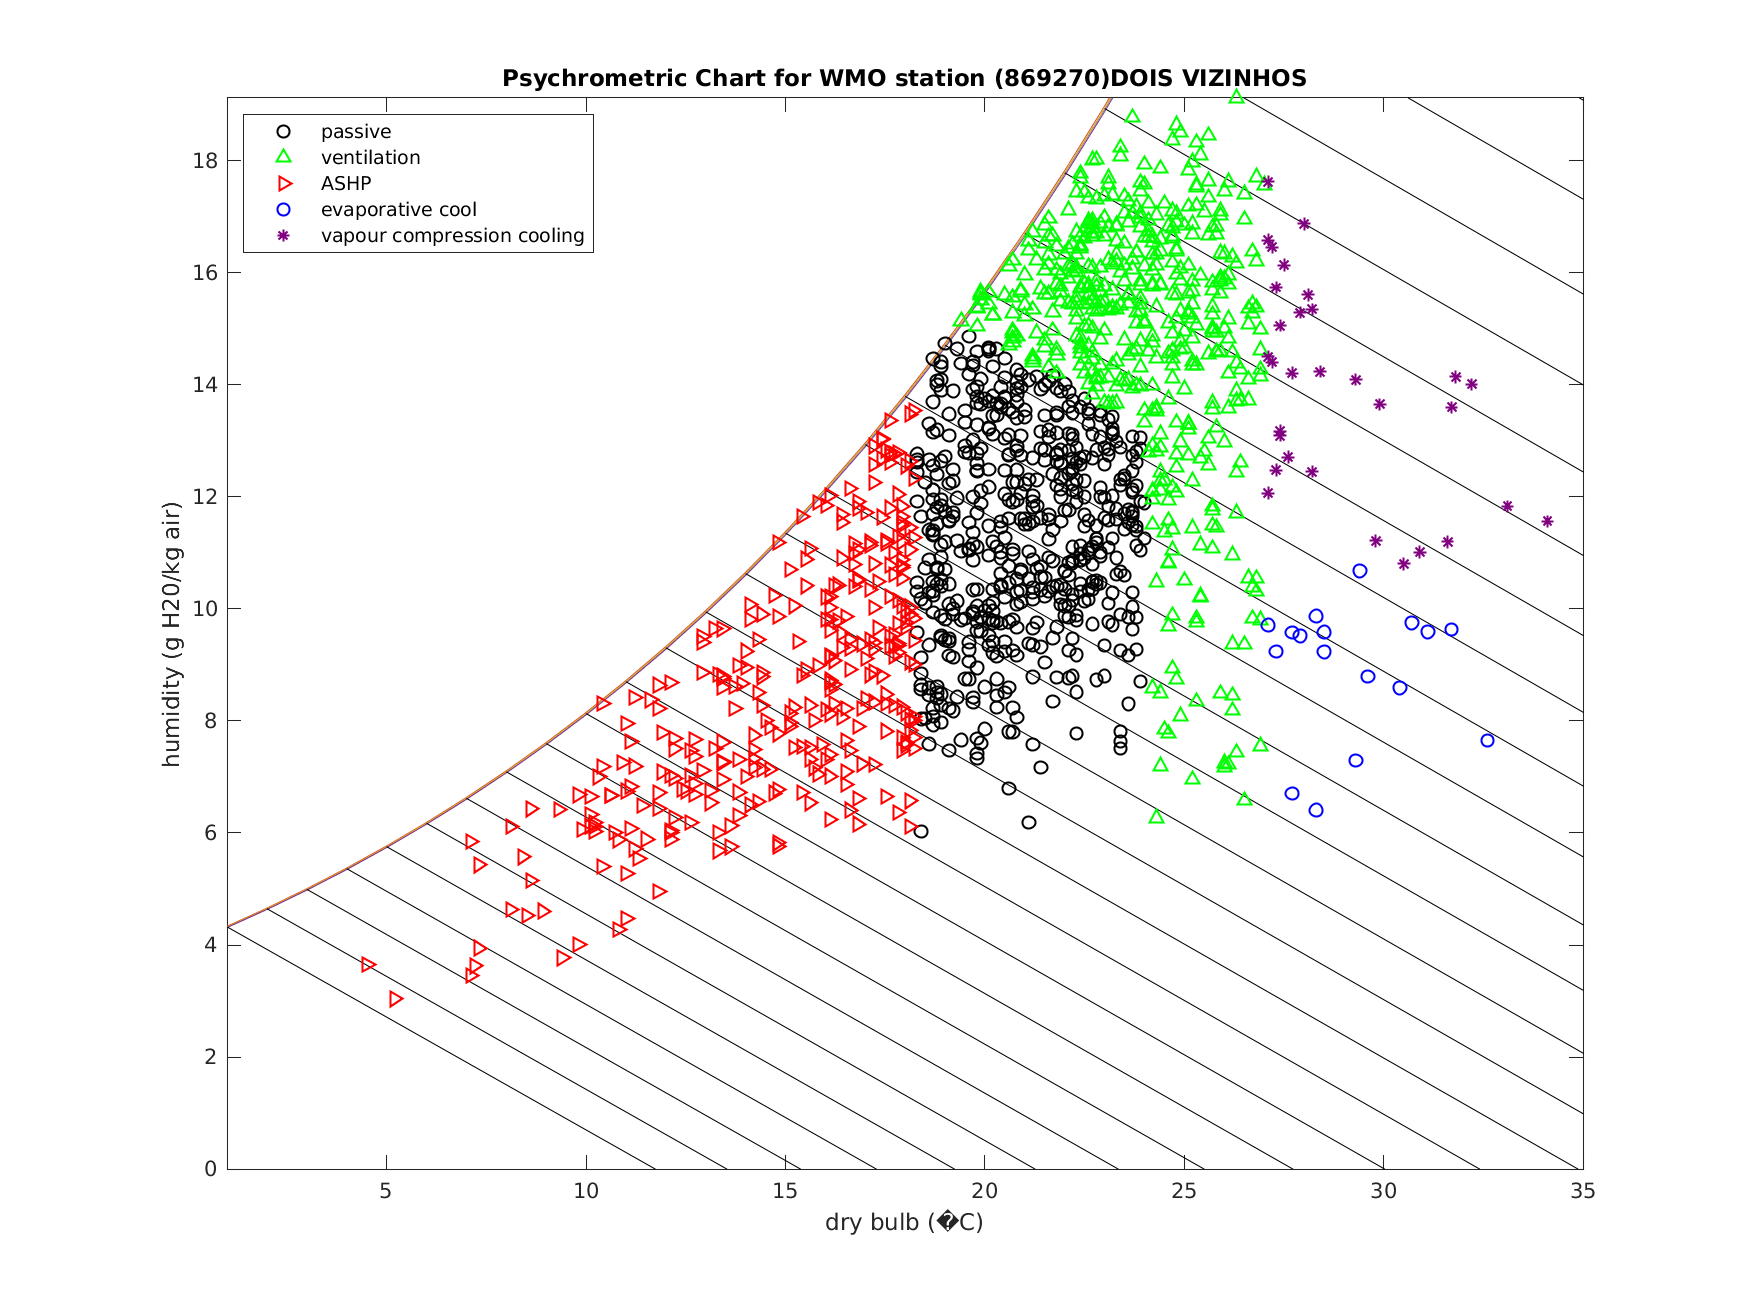 Psychrometric Chart for WMO station (869270)DOIS VIZINHOS
passive
ventilation
ASHP
evaporative cool
vapour compression cooling
humidity (g H20/kg air)
18
16
14
12
10
8
6
4
2
0
5
10
15
20
25
30
35
dry bulb (�C)